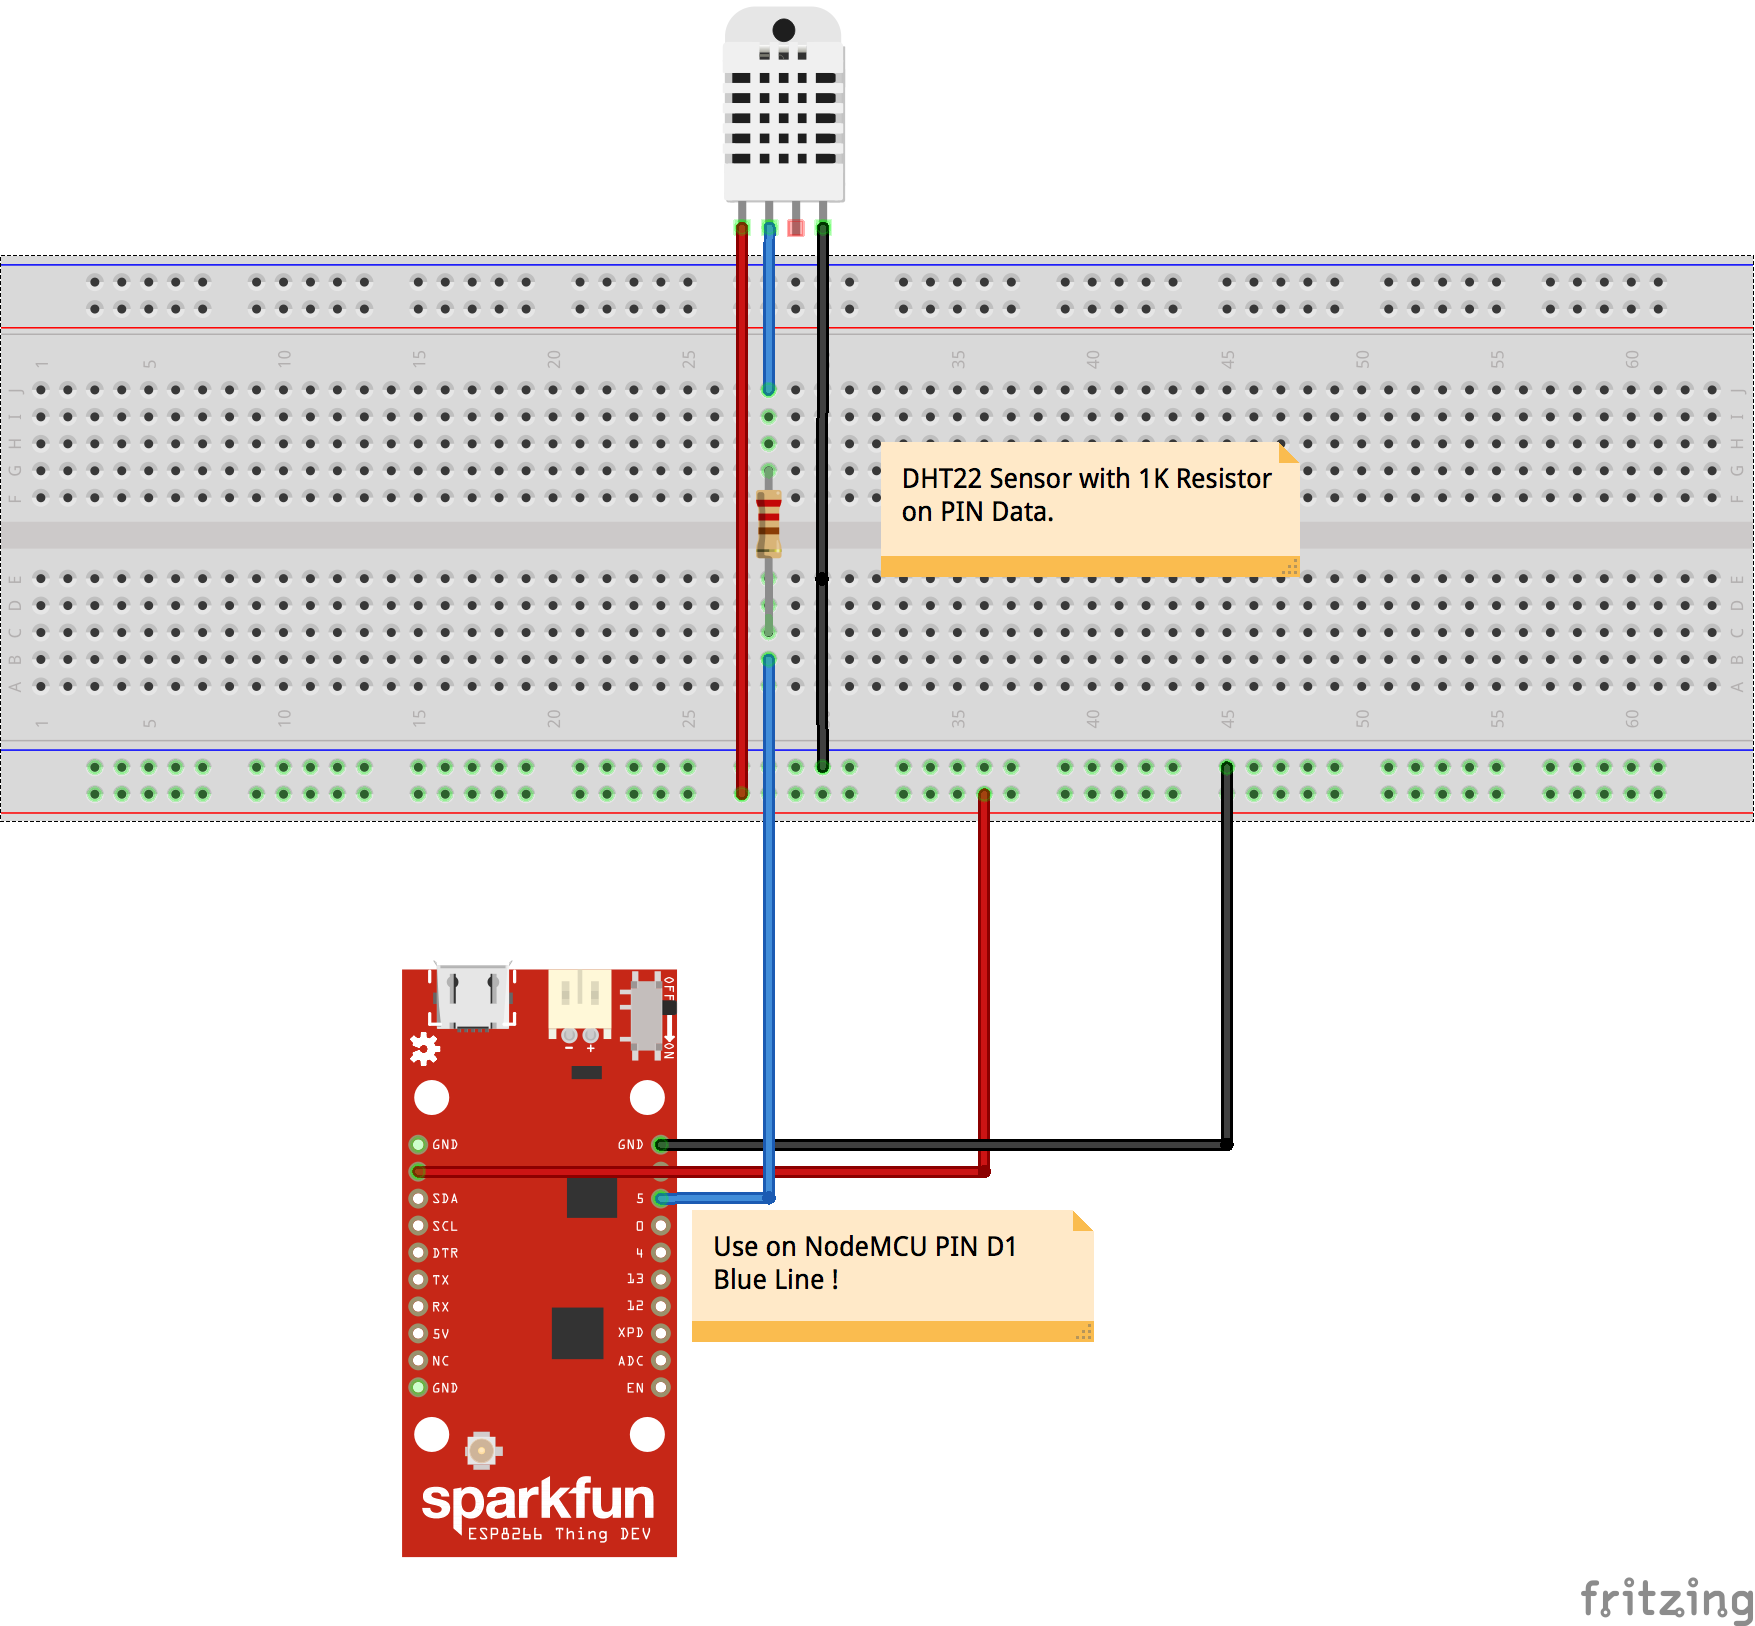 1 5 10 15 20 25 35 40 45 50 55 60
J J
I I
H H
G G
F F
DHT22 Sensor with 1K Resistor
on PIN Data.
E E
D D
C C
B B
A A
1 5 10 15 20 25 35 40 45 50 55 60
OFF
ON
- +
GND GND
SDA 5
SCL 0
DTR 4
TX 13
RX 12
5V XPD
NC ADC
GND EN
Use on NodeMCU PIN D1
Blue Line !
sparkfun
ESP8266 Thing DEV
fritzing